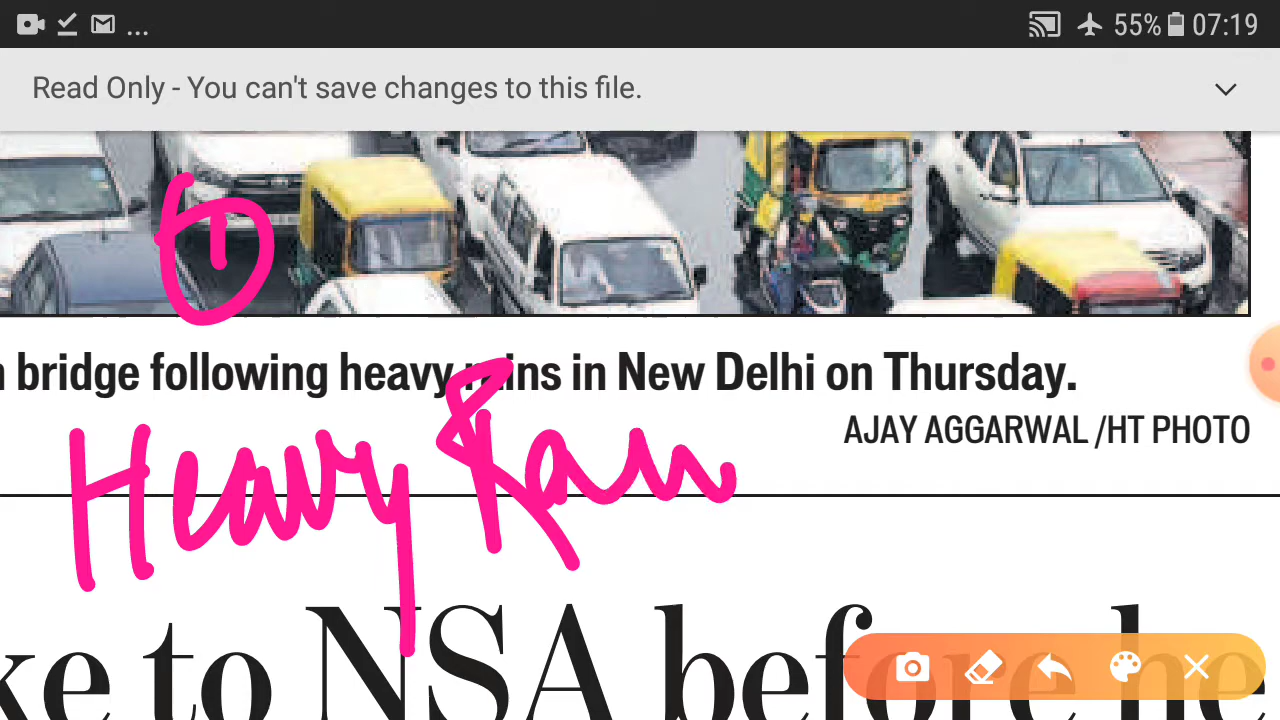 ... 55% 07:19
Read Only - You can't save changes to this file.
1
bridge following heavy rains in New Delhi on Thursday.
AJAY AGGARWAL /HT PHOTO
Heavy Rain
ke to NSA before he